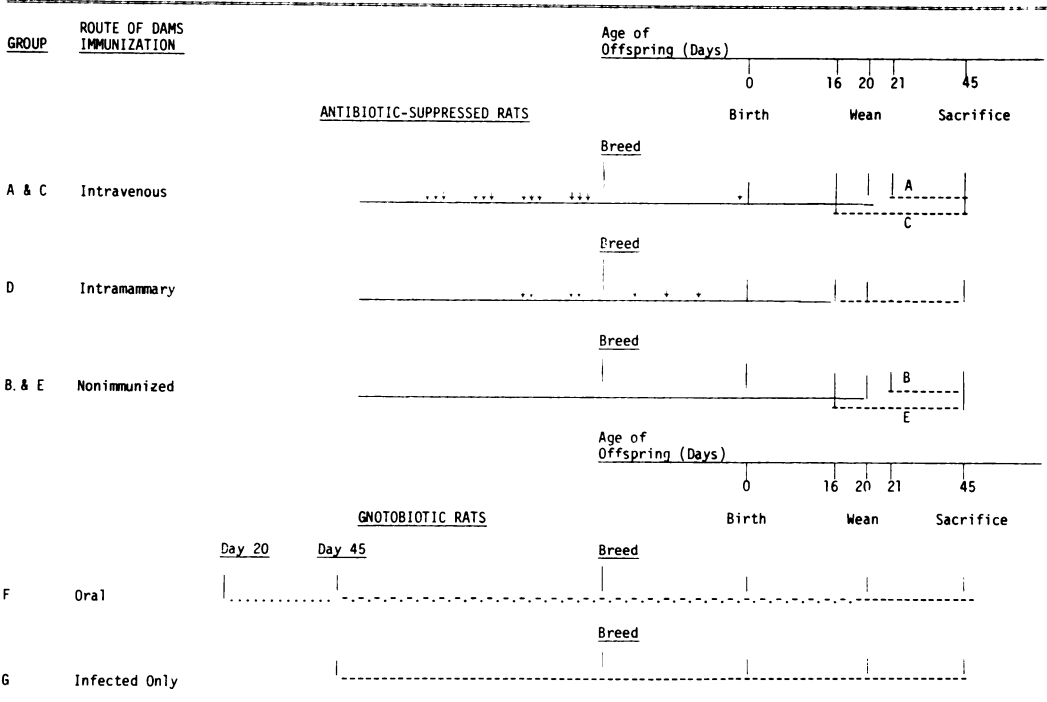 GROUP ROUTE OF DAMS IMMUNIZATION
Age of Offspring (Days)
0 16 20 21 45
ANTIBIOTIC-SUPPRESSED RATS Birth Wean Sacrifice
Breed
A & C Intravenous A
C
Breed
D Intramammary
Breed
B. & E Nonimmunized B
E
Age of Offspring (Days)
0 16 20 21 45
GNOTOBIOTIC RATS Birth Wean Sacrifice
Day 20 Day 45 Breed
F Oral
Breed
G Infected Only